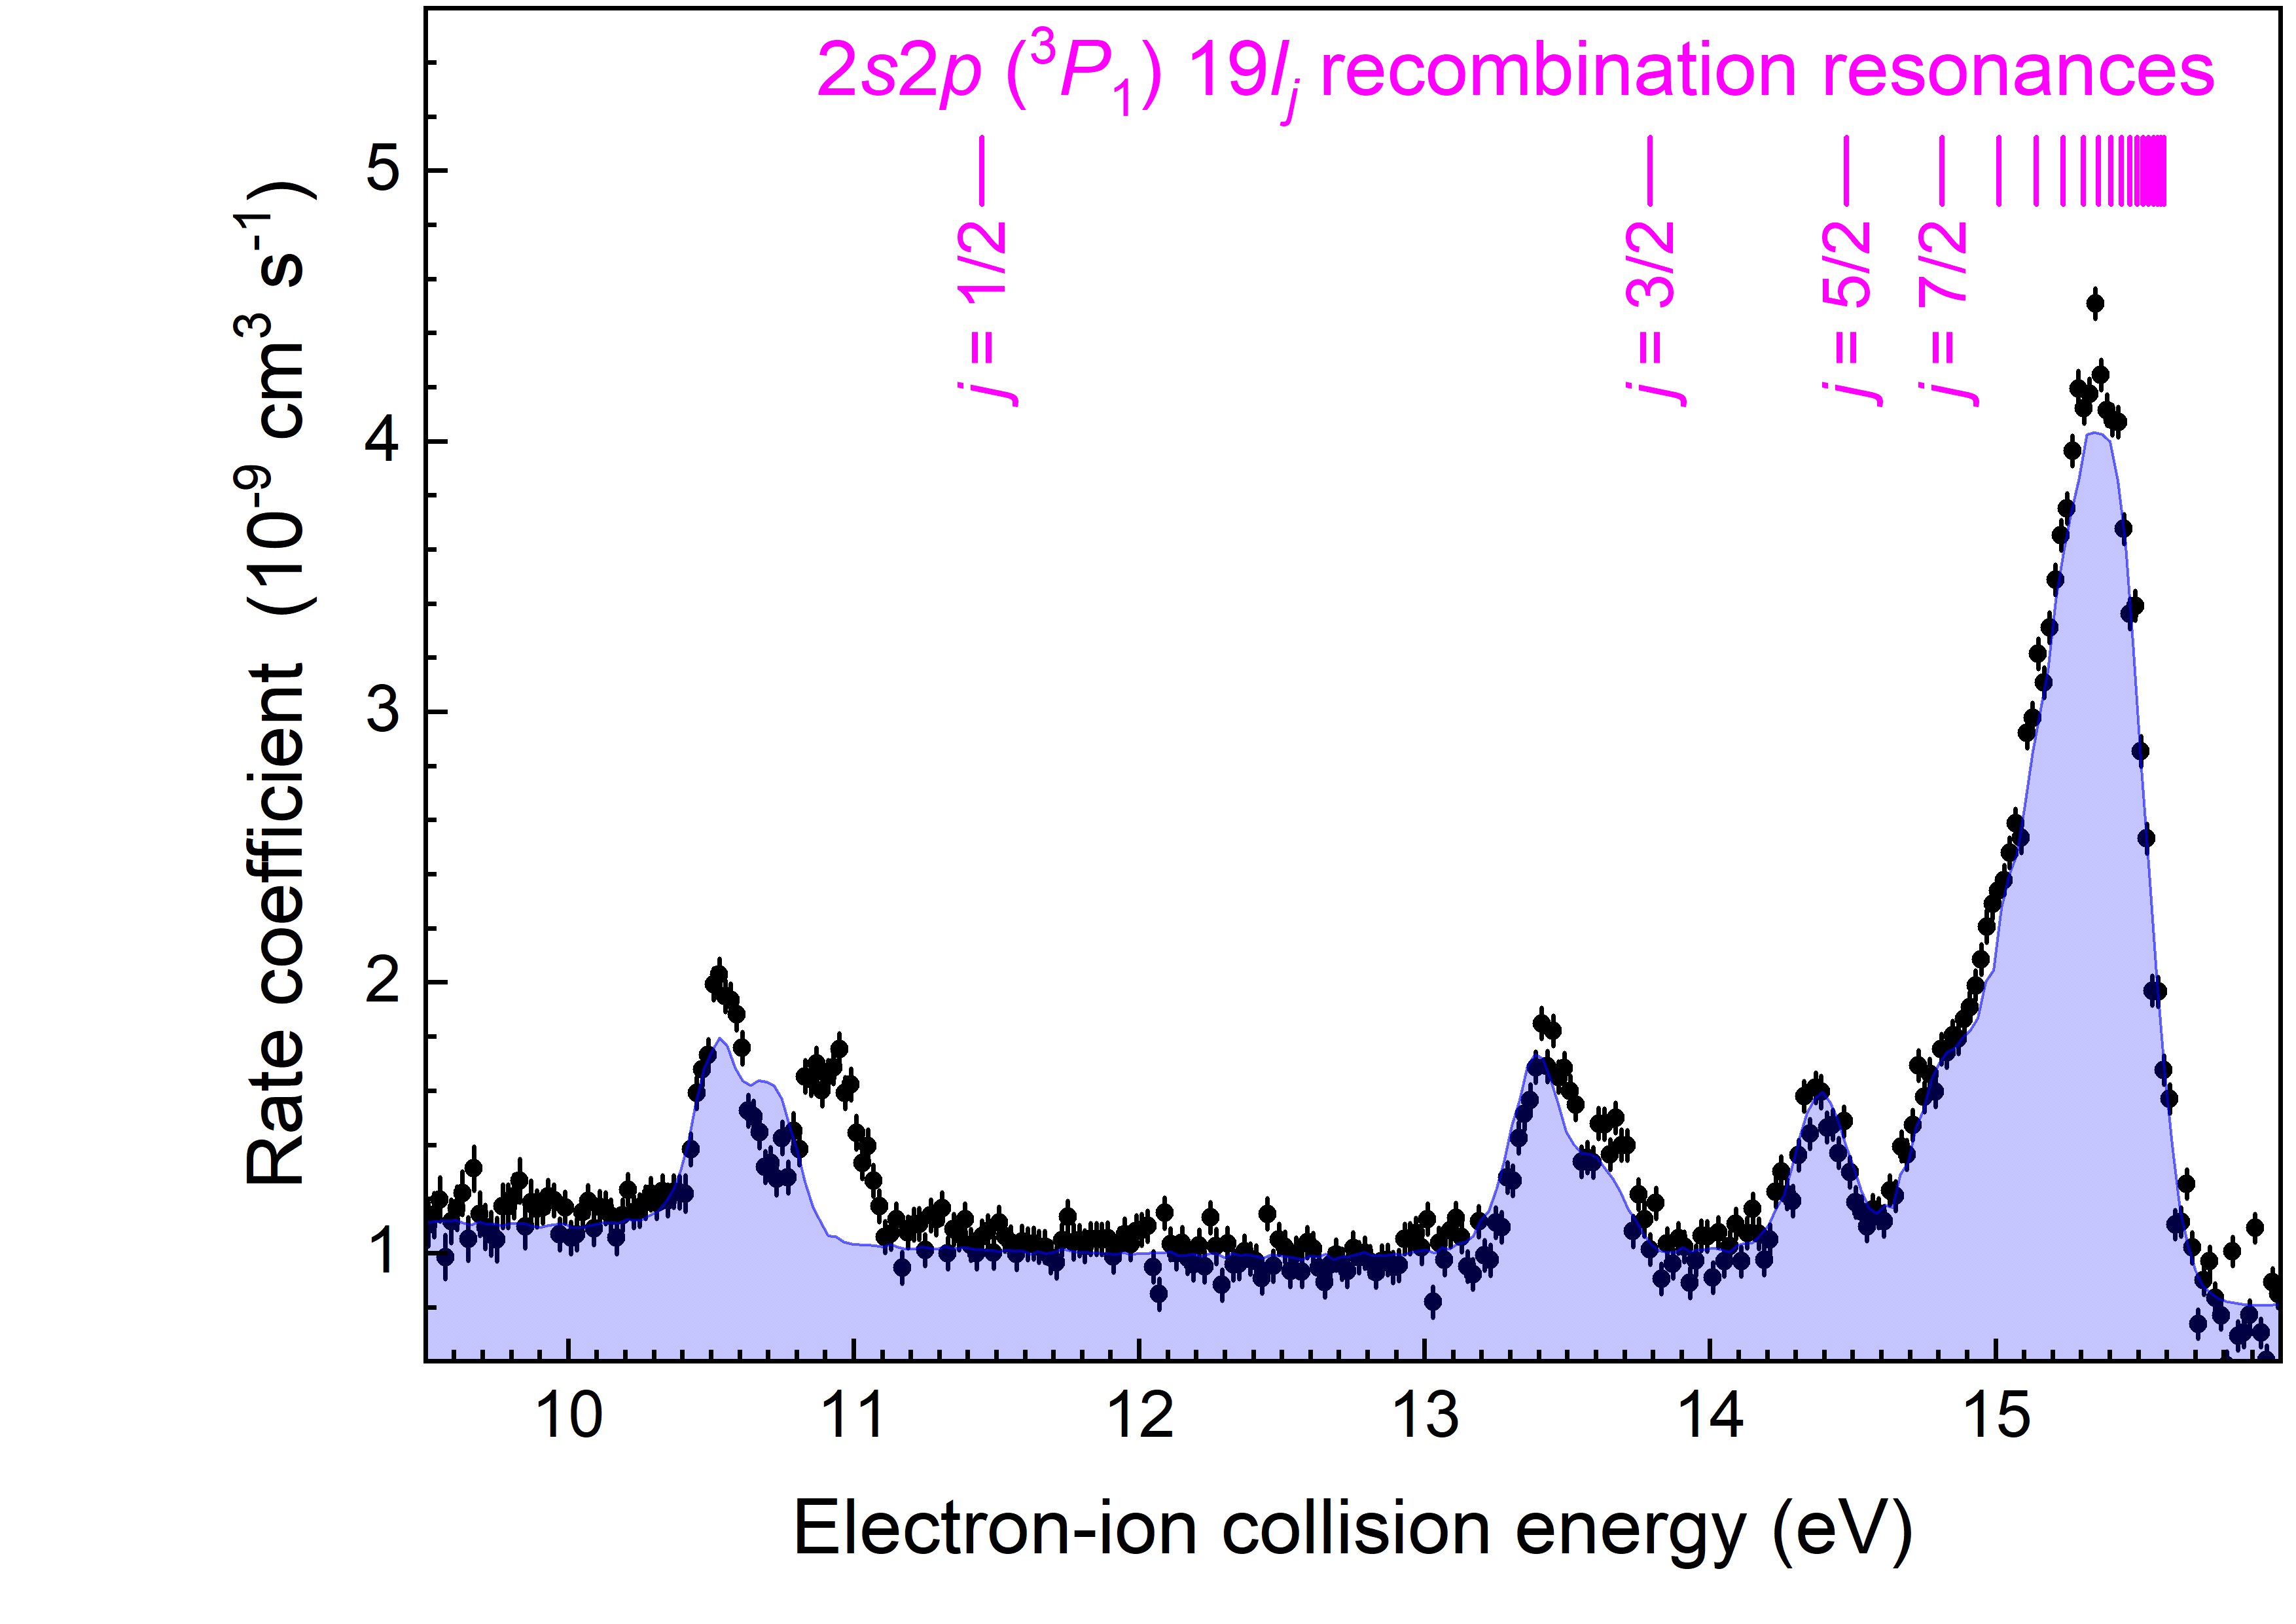 2s2p (³P₁) 19lⱼ recombination resonances
j = 1/2
j = 3/2
j = 5/2
j = 7/2
Rate coefficient (10⁻⁹ cm³ s⁻¹)
5
4
3
2
1
10 11 12 13 14 15
Electron-ion collision energy (eV)